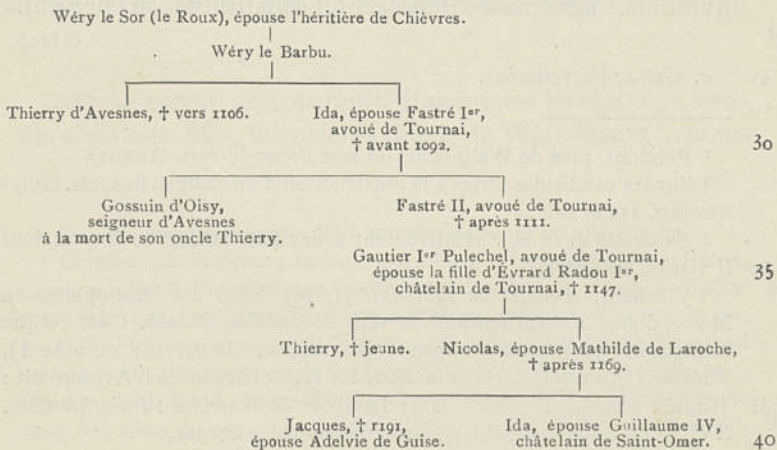 Wéry le Sor (le Roux), épouse l'héritière de Chièvres.
Wéry le Barbu.
Thierry d'Avesnes, † vers 1106.
Ida, épouse Fastré Iᵉʳ,
avoué de Tournai,
† avant 1092.
30
Gossuin d'Oisy,
seigneur d'Avesnes
à la mort de son oncle Thierry.
Fastré II, avoué de Tournai,
† après 1111.
Gautier Iᵉʳ Pulechel, avoué de Tournai,
épouse la fille d'Évrard Radou Iᵉʳ,
châtelain de Tournai, † 1147.
35
Thierry, † jeune.
Nicolas, épouse Mathilde de Laroche,
† après 1169.
Jacques, † 1191,
épouse Adelvie de Guise.
Ida, épouse Guillaume IV,
châtelain de Saint-Omer.
40